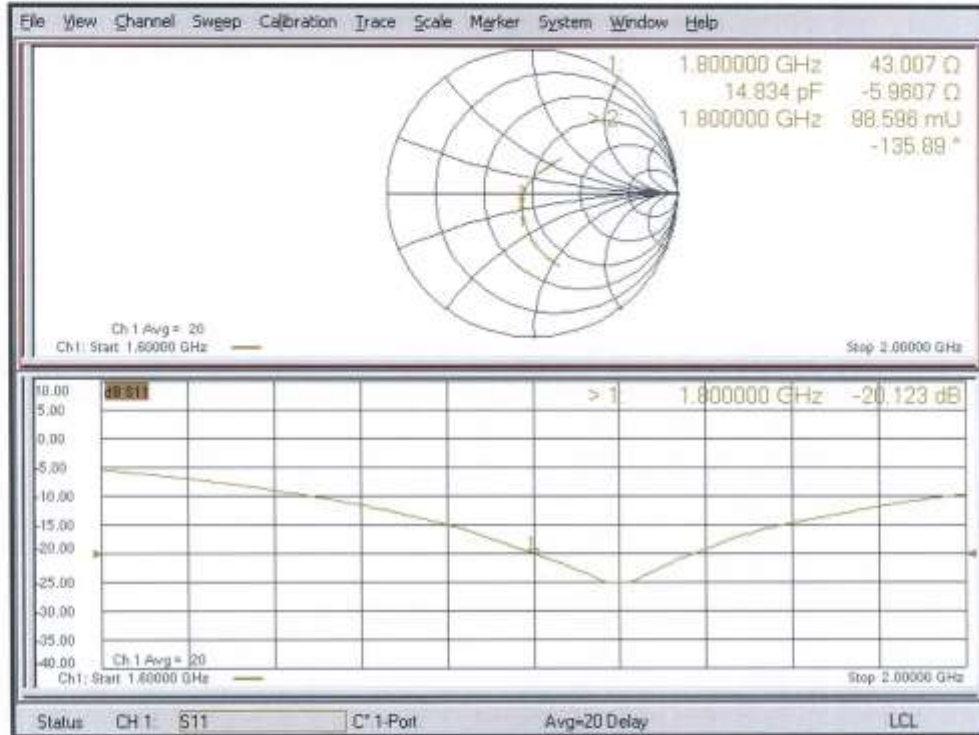 File View Channel Sweep Calibration Trace Scale Marker System Window Help
1: 1.800000 GHz 43.007 Ω
14.834 pF -5.9607 Ω
> 2: 1.800000 GHz 98.596 mU
-135.89 °
Ch 1 Avg = 20
Ch1: Start 1.60000 GHz
Stop 2.00000 GHz
10.00
dB S11
> 1: 1.800000 GHz -20.123 dB
5.00
0.00
-5.00
-10.00
-15.00
-20.00
-25.00
-30.00
-35.00
-40.00
Ch 1 Avg = 20
Ch1: Start 1.60000 GHz
Stop 2.00000 GHz
Status CH 1: S11 C* 1-Port Avg=20 Delay LCL